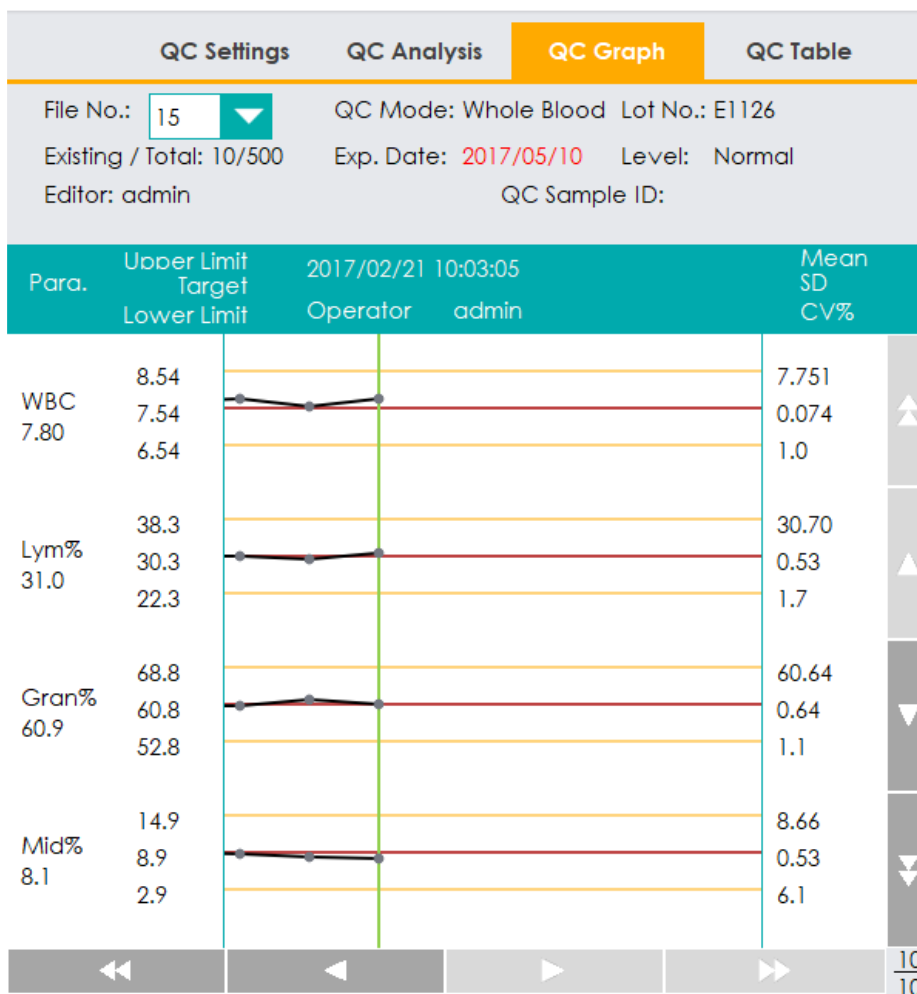 QC Settings QC Analysis QC Graph QC Table
File No.: 15 QC Mode: Whole Blood Lot No.: E1126
Existing / Total: 10/500 Exp. Date: 2017/05/10 Level: Normal
Editor: admin QC Sample ID:
Para. Upper Limit Target Lower Limit 2017/02/21 10:03:05 Operator admin Mean SD CV%
8.54 7.751
WBC 7.54 0.074
7.80
6.54 1.0
38.3 30.70
Lym% 30.3 0.53
31.0
22.3 1.7
68.8 60.64
Gran% 60.8 0.64
60.9
52.8 1.1
14.9 8.66
Mid% 8.9 0.53
8.1
2.9 6.1
10
10